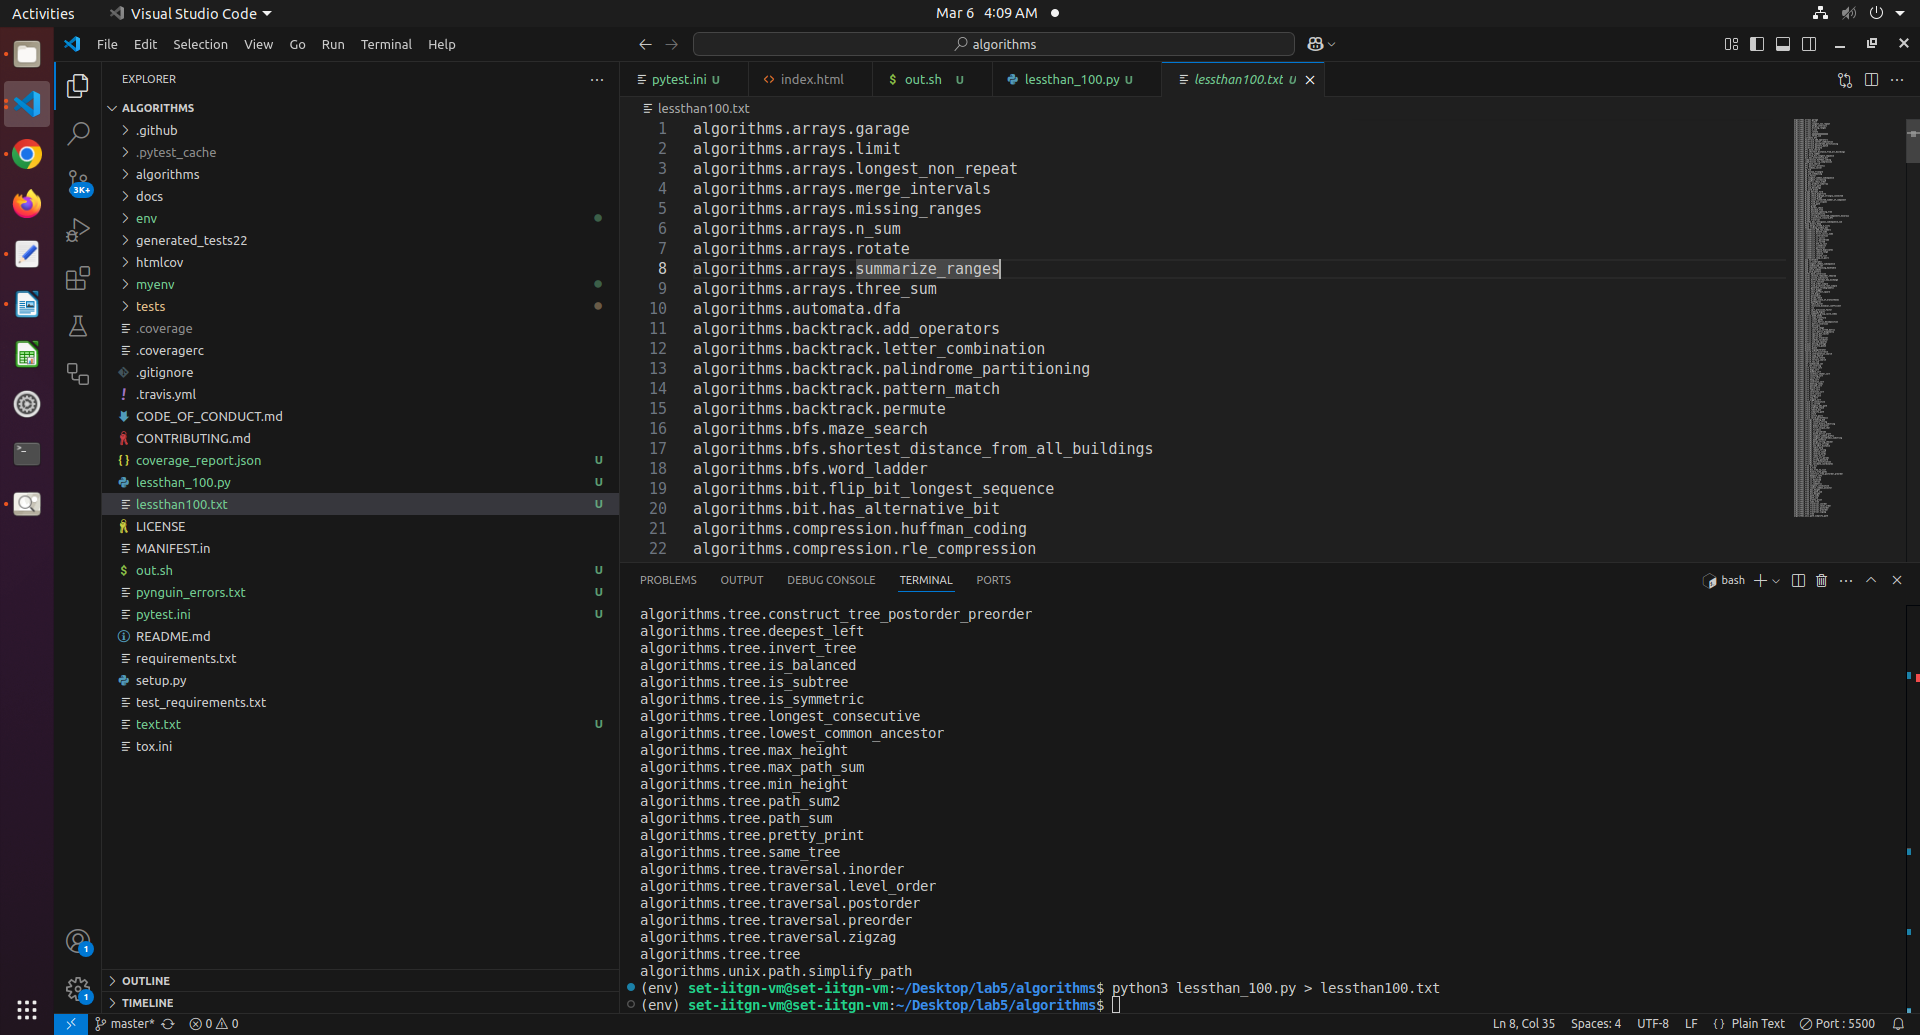 Activities
Visual Studio Code
Mar 6 4:09 AM
File Edit Selection View Go Run Terminal Help
algorithms
EXPLORER
ALGORITHMS
.github
.pytest_cache
algorithms
docs
env
generated_tests22
htmlcov
myenv
tests
.coverage
.coveragerc
.gitignore
! .travis.yml
CODE_OF_CONDUCT.md
CONTRIBUTING.md
{} coverage_report.json U
lessthan_100.py U
lessthan100.txt U
LICENSE
MANIFEST.in
$ out.sh U
pynguin_errors.txt U
pytest.ini U
README.md
requirements.txt
setup.py
test_requirements.txt
text.txt U
tox.ini
OUTLINE
TIMELINE
3K+
1
1
pytest.ini U
<> index.html
$ out.sh U
lessthan_100.py U
lessthan100.txt U
lessthan100.txt
1 algorithms.arrays.garage
2 algorithms.arrays.limit
3 algorithms.arrays.longest_non_repeat
4 algorithms.arrays.merge_intervals
5 algorithms.arrays.missing_ranges
6 algorithms.arrays.n_sum
7 algorithms.arrays.rotate
8 algorithms.arrays.summarize_ranges
9 algorithms.arrays.three_sum
10 algorithms.automata.dfa
11 algorithms.backtrack.add_operators
12 algorithms.backtrack.letter_combination
13 algorithms.backtrack.palindrome_partitioning
14 algorithms.backtrack.pattern_match
15 algorithms.backtrack.permute
16 algorithms.bfs.maze_search
17 algorithms.bfs.shortest_distance_from_all_buildings
18 algorithms.bfs.word_ladder
19 algorithms.bit.flip_bit_longest_sequence
20 algorithms.bit.has_alternative_bit
21 algorithms.compression.huffman_coding
22 algorithms.compression.rle_compression
PROBLEMS OUTPUT DEBUG CONSOLE TERMINAL PORTS
bash
algorithms.tree.construct_tree_postorder_preorder
algorithms.tree.deepest_left
algorithms.tree.invert_tree
algorithms.tree.is_balanced
algorithms.tree.is_subtree
algorithms.tree.is_symmetric
algorithms.tree.longest_consecutive
algorithms.tree.lowest_common_ancestor
algorithms.tree.max_height
algorithms.tree.max_path_sum
algorithms.tree.min_height
algorithms.tree.path_sum2
algorithms.tree.path_sum
algorithms.tree.pretty_print
algorithms.tree.same_tree
algorithms.tree.traversal.inorder
algorithms.tree.traversal.level_order
algorithms.tree.traversal.postorder
algorithms.tree.traversal.preorder
algorithms.tree.traversal.zigzag
algorithms.tree.tree
algorithms.unix.path.simplify_path
(env) set-iitgn-vm@set-iitgn-vm:~/Desktop/lab5/algorithms$ python3 lessthan_100.py > lessthan100.txt
(env) set-iitgn-vm@set-iitgn-vm:~/Desktop/lab5/algorithms$
master* 0 0
Ln 8, Col 35 Spaces: 4 UTF-8 LF {} Plain Text Port : 5500